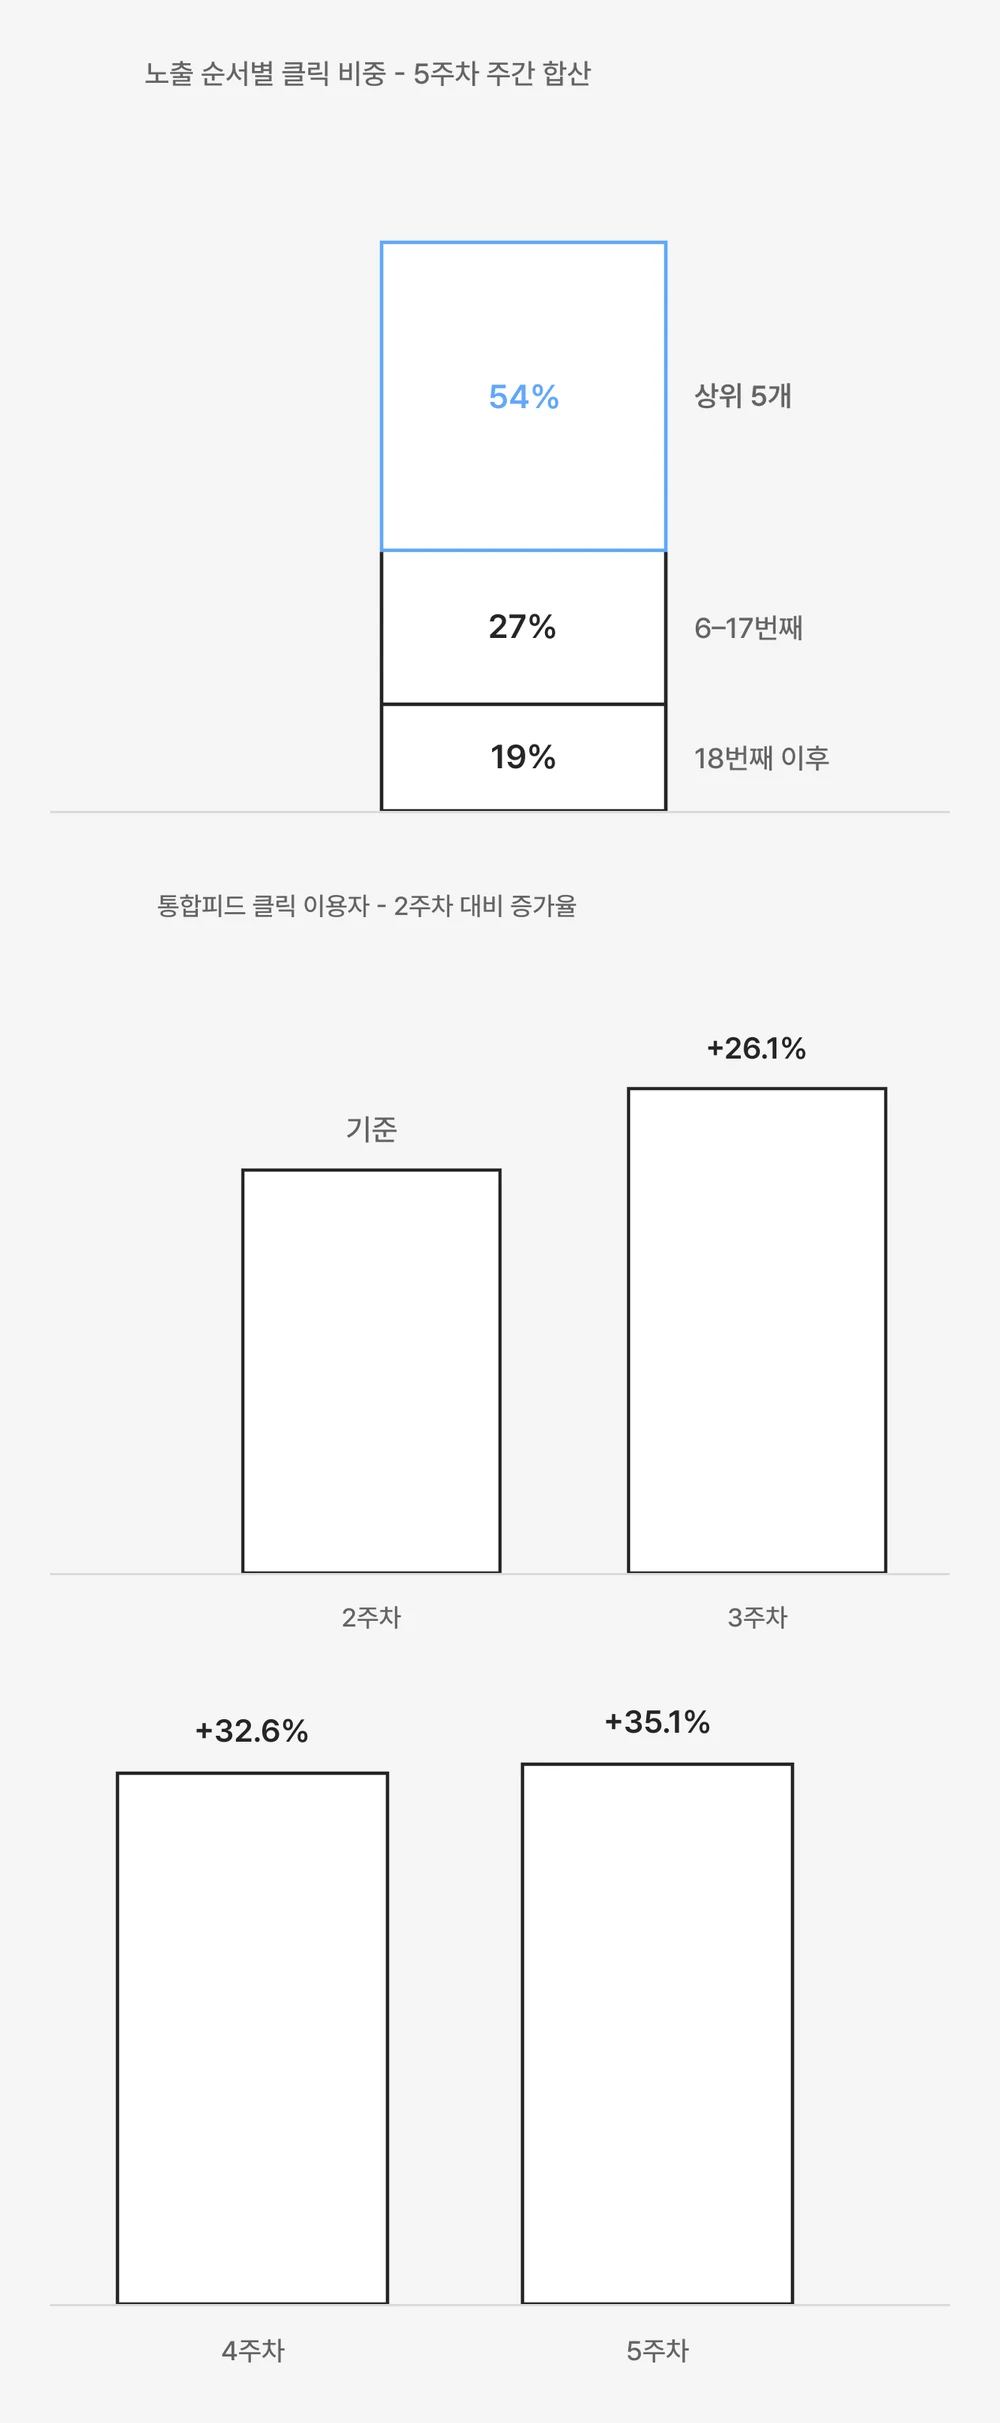 노출 순서별 클릭 비중 - 5주차 주간 합산
54%
상위 5개
27%
6–17번째
19%
18번째 이후
통합피드 클릭 이용자 - 2주차 대비 증가율
기준
+26.1%
2주차
3주차
+32.6%
+35.1%
4주차
5주차